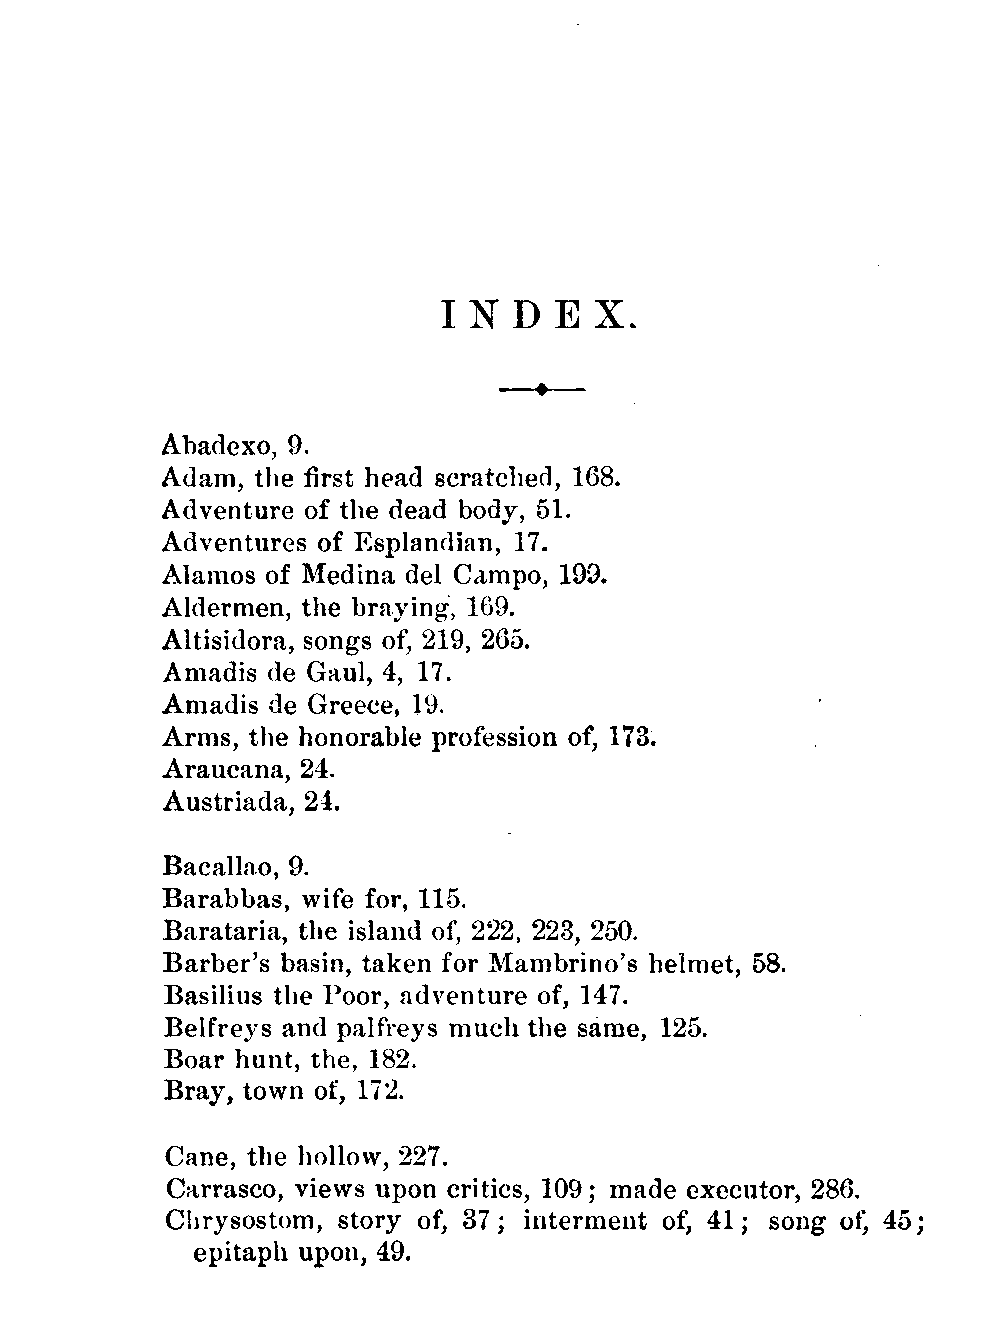 INDEX.
Abadexo, 9.
Adam, the first head scratched, 168.
Adventure of the dead body, 51.
Adventures of Esplandian, 17.
Alamos of Medina del Campo, 199.
Aldermen, the braying, 169.
Altisidora, songs of, 219, 265.
Amadis de Gaul, 4, 17.
Amadis de Greece, 19.
Arms, the honorable profession of, 173.
Araucana, 24.
Austriada, 24.
Bacallao, 9.
Barabbas, wife for, 115.
Barataria, the island of, 222, 223, 250.
Barber's basin, taken for Mambrino's helmet, 58.
Basilius the Poor, adventure of, 147.
Belfreys and palfreys much the same, 125.
Boar hunt, the, 182.
Bray, town of, 172.
Cane, the hollow, 227.
Carrasco, views upon critics, 109; made executor, 286.
Chrysostom, story of, 37; interment of, 41; song of, 45;
epitaph upon, 49.